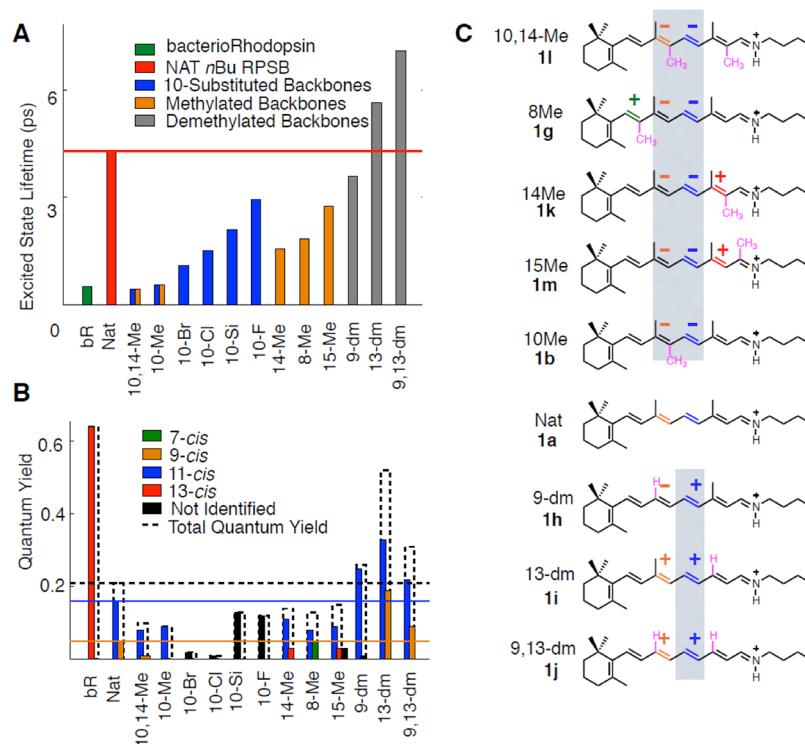 A
bacterioRhodopsin
NAT nBu RPSB
10-Substituted Backbones
Methylated Backbones
Demethylated Backbones
Excited State Lifetime (ps)
6
3
0
bR
Nat
10,14-Me
10-Me
10-Br
10-Cl
10-Si
10-F
14-Me
8-Me
15-Me
9-dm
13-dm
9,13-dm
B
7-cis
9-cis
11-cis
13-cis
Not Identified
Total Quantum Yield
Quantum Yield
0.6
0.4
0.2
bR
Nat
10,14-Me
10-Me
10-Br
10-Cl
10-Si
10-F
14-Me
8-Me
15-Me
9-dm
13-dm
9,13-dm
C
10,14-Me
1l
− −
CH3
CH3
+
N
H
8Me
1g
+ − −
CH3
+
N
H
14Me
1k
− − +
CH3
+
N
H
15Me
1m
− − +
CH3
+
N
H
10Me
1b
− −
CH3
+
N
H
Nat
1a
+
N
H
9-dm
1h
H
− +
+
N
H
13-dm
1i
+ +
H
+
N
H
9,13-dm
1j
H
+ +
H
+
N
H